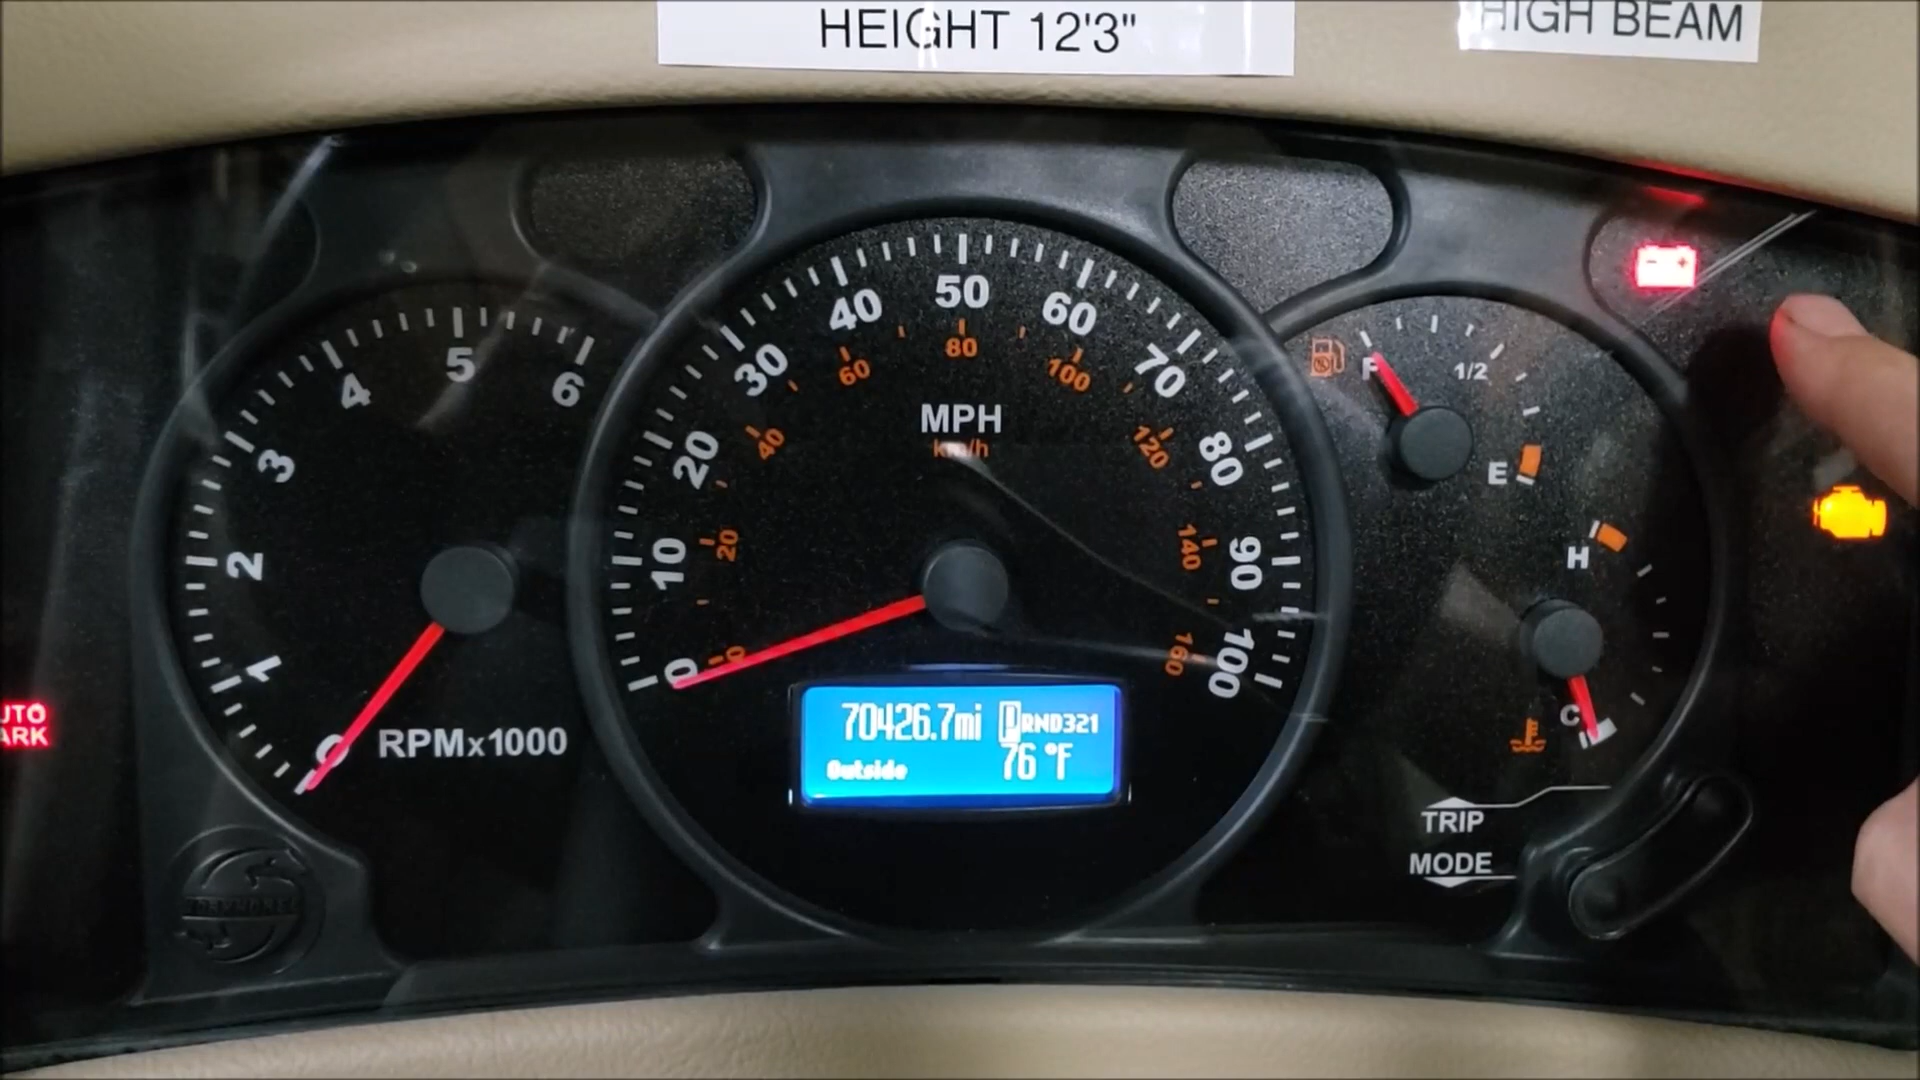 HEIGHT 12'3"
HIGH BEAM
0 1 2 3 4 5 6
RPMx1000
0 10 20 30 40 50 60 70 80 90 100
MPH
km/h
0 20 40 60 80 100 120 140 160
70426.7mi PRND321
Outside 76 °F
F 1/2 E
H
C
TRIP
MODE
UTO
ARK
WORKHORSE